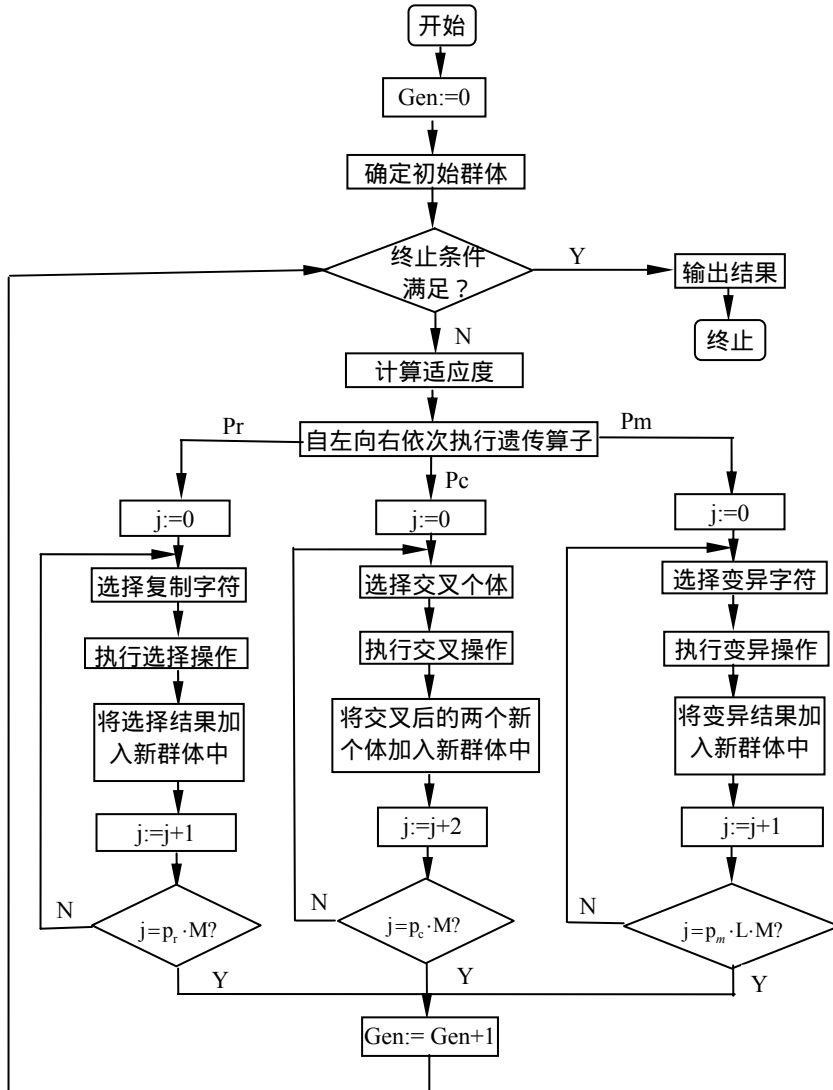 开始
Gen:=0
确定初始群体
终止条件
满足？
Y
输出结果
终止
N
计算适应度
自左向右依次执行遗传算子
Pr
Pc
Pm
j:=0
选择复制字符
执行选择操作
将选择结果加
入新群体中
j:=j+1
j=pr·M?
N
Y
j:=0
选择交叉个体
执行交叉操作
将交叉后的两个新
个体加入新群体中
j:=j+2
j=pc·M?
N
Y
j:=0
选择变异字符
执行变异操作
将变异结果加
入新群体中
j:=j+1
j=pm·L·M?
N
Y
Gen:= Gen+1